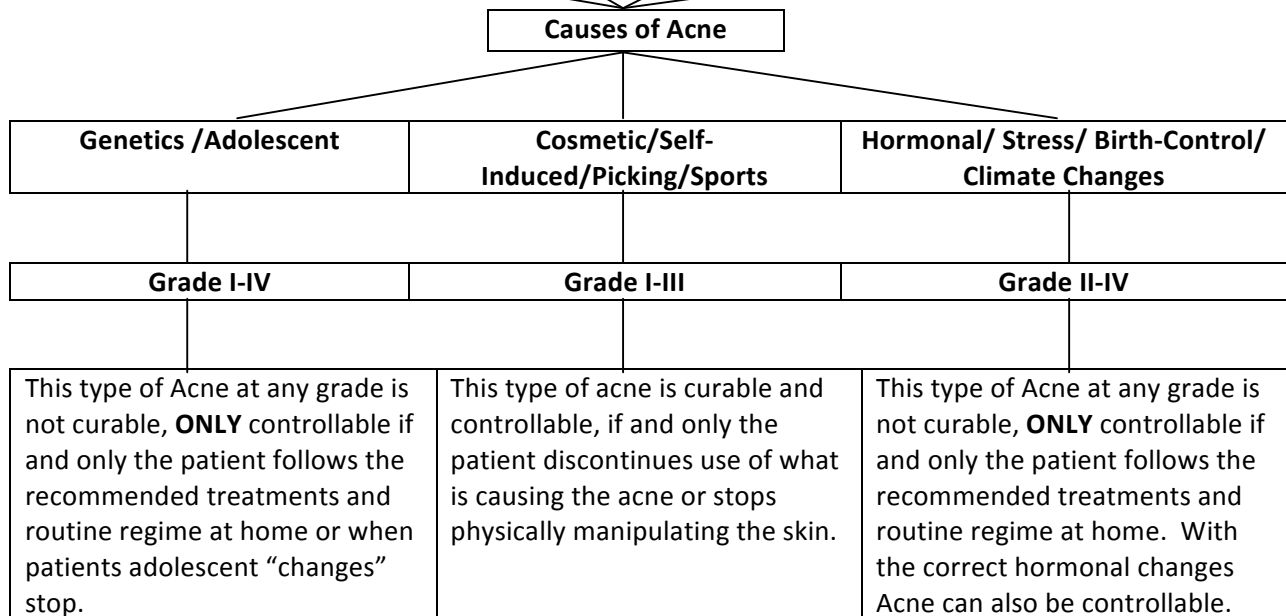 Causes of Acne
Genetics /Adolescent
Cosmetic/Self-
Induced/Picking/Sports
Hormonal/ Stress/ Birth-Control/
Climate Changes
Grade I-IV
Grade I-III
Grade II-IV
This type of Acne at any grade is
not curable, ONLY controllable if
and only the patient follows the
recommended treatments and
routine regime at home or when
patients adolescent “changes”
stop.
This type of acne is curable and
controllable, if and only the
patient discontinues use of what
is causing the acne or stops
physically manipulating the skin.
This type of Acne at any grade is
not curable, ONLY controllable if
and only the patient follows the
recommended treatments and
routine regime at home.  With
the correct hormonal changes
Acne can also be controllable.